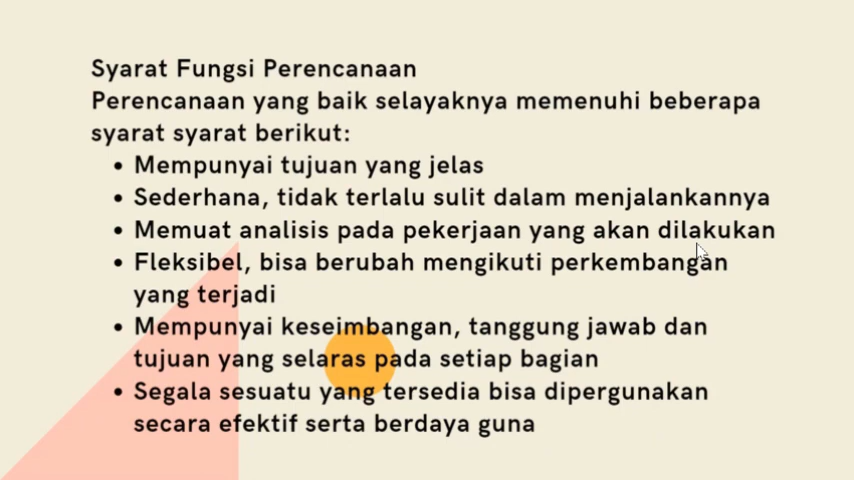 Syarat Fungsi Perencanaan
Perencanaan yang baik selayaknya memenuhi beberapa
syarat syarat berikut:
• Mempunyai tujuan yang jelas
• Sederhana, tidak terlalu sulit dalam menjalankannya
• Memuat analisis pada pekerjaan yang akan dilakukan
• Fleksibel, bisa berubah mengikuti perkembangan
yang terjadi
• Mempunyai keseimbangan, tanggung jawab dan
tujuan yang selaras pada setiap bagian
• Segala sesuatu yang tersedia bisa dipergunakan
secara efektif serta berdaya guna